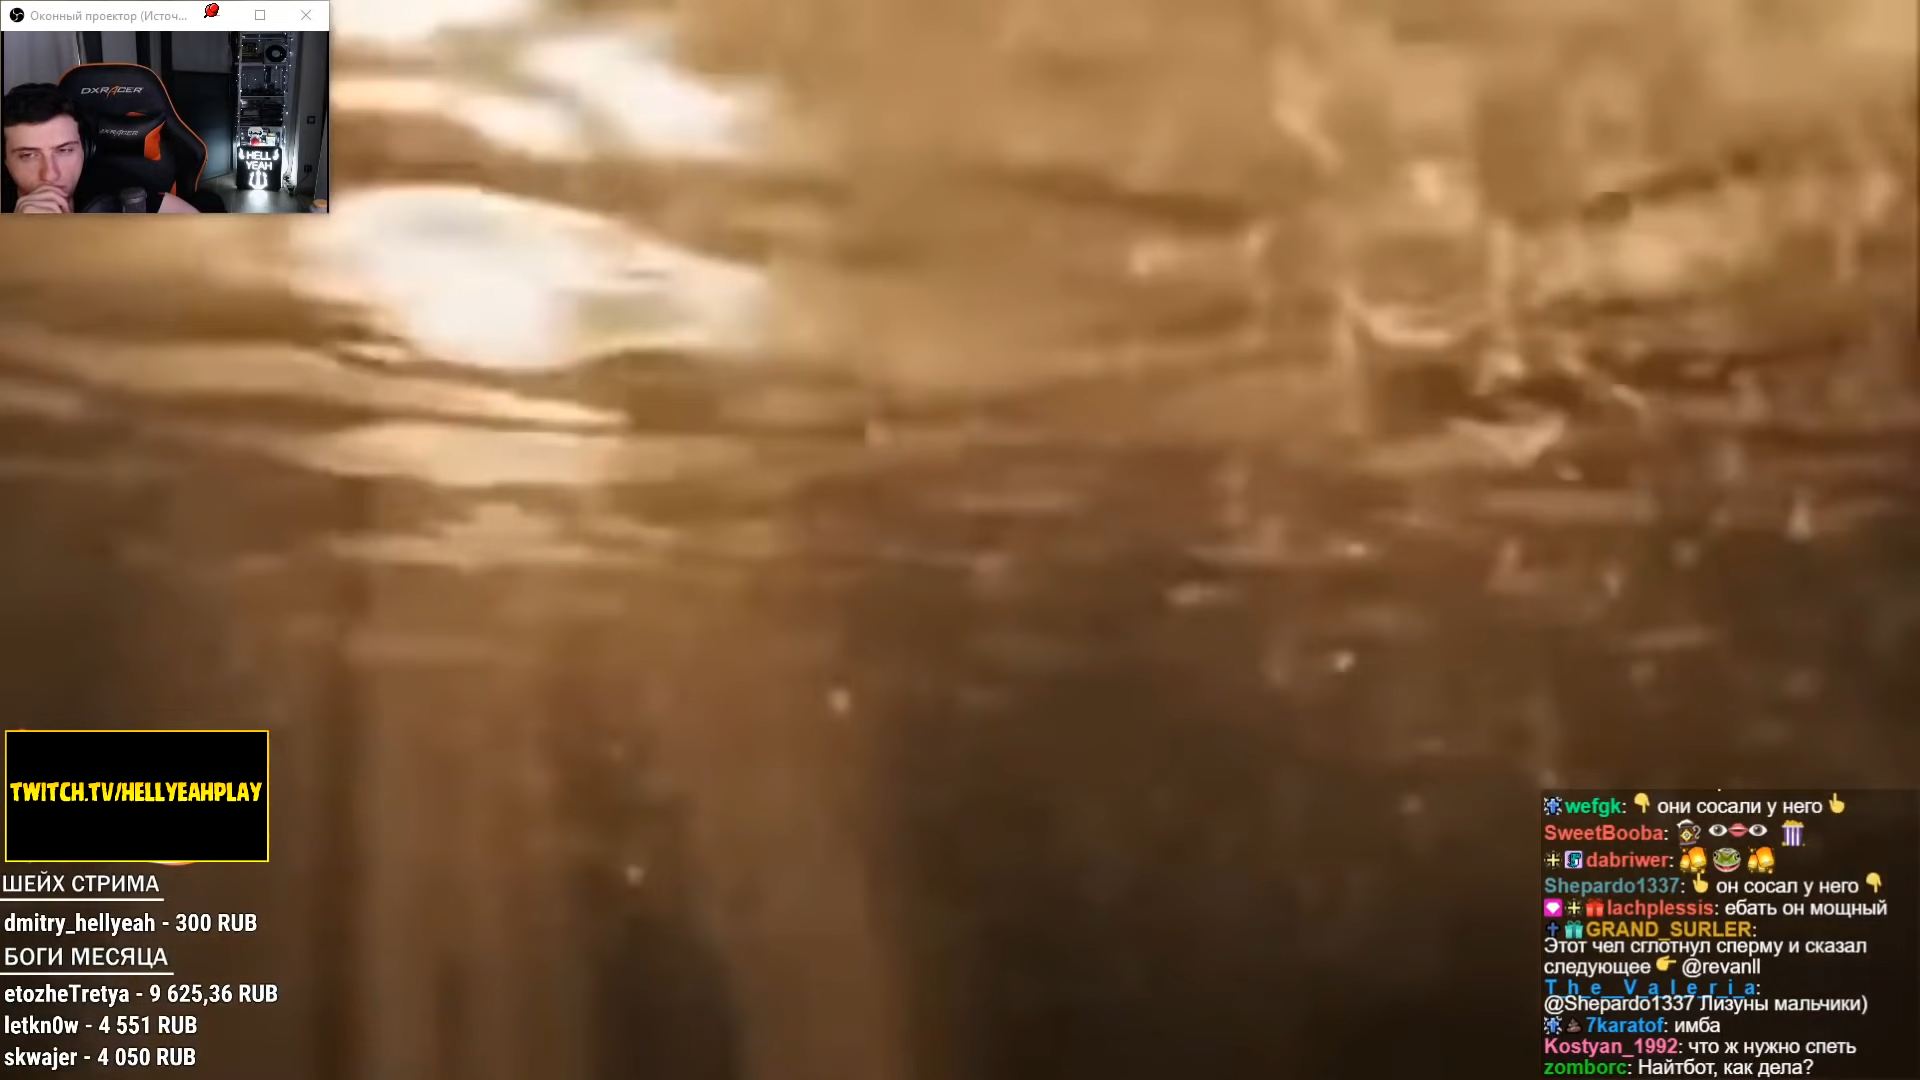 Оконный проектор (Источ...
DXRACER
DXRACER
HELL
YEAH
TWITCH.TV/HELLYEAHPLAY
ШЕЙХ СТРИМА
dmitry_hellyeah - 300 RUB
БОГИ МЕСЯЦА
etozheTretya - 9 625,36 RUB
letkn0w - 4 551 RUB
skwajer - 4 050 RUB
wefgk: они сосали у него
SweetBooba:
dabriwer:
Shepardo1337: он сосал у него
lachplessis: ебать он мощный
GRAND_SURLER:
Этот чел сглотнул сперму и сказал
следующее @revanll
T_h_e__V_a_l_e_r_i_a:
@Shepardo1337 Лизуны мальчики)
7karatof: имба
Kostyan_1992: что ж нужно спеть
zomborc: Найтбот, как дела?